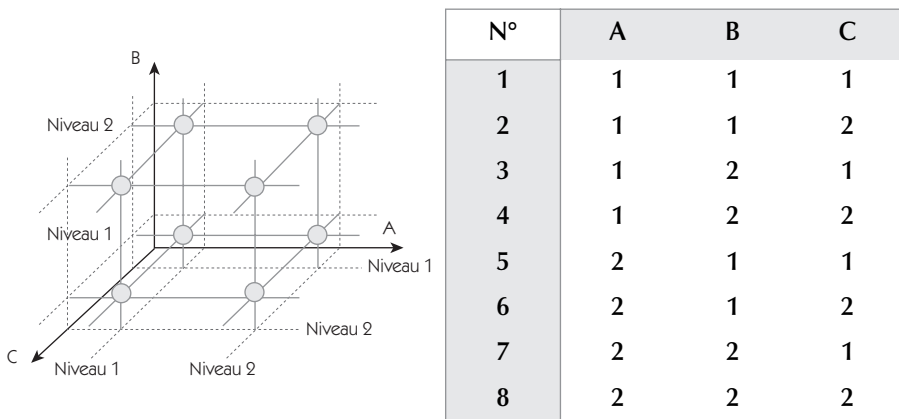 B
Niveau 2
Niveau 1
A
Niveau 1
Niveau 2
C
Niveau 1 Niveau 2
N° A B C
1 1 1 1
2 1 1 2
3 1 2 1
4 1 2 2
5 2 1 1
6 2 1 2
7 2 2 1
8 2 2 2